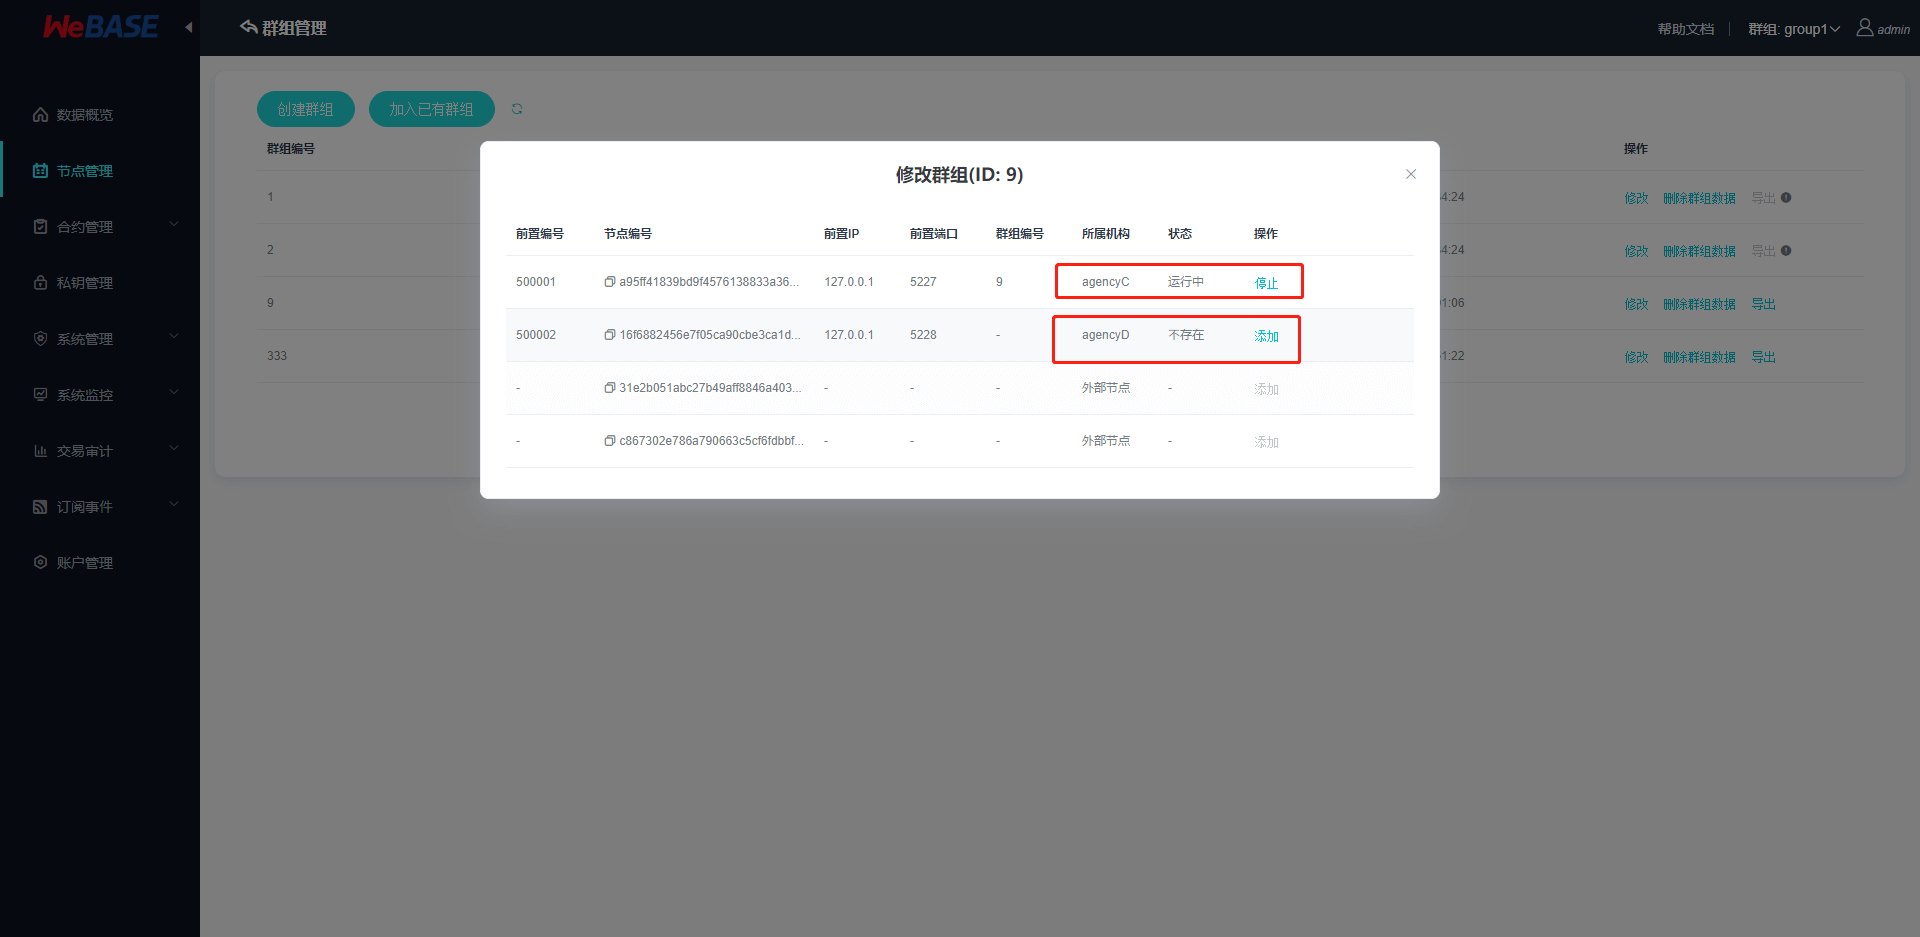 WeBASE
群组管理
帮助文档
群组: group1
admin
数据概览
节点管理
合约管理
私钥管理
系统管理
系统监控
交易审计
订阅事件
账户管理
创建群组
加入已有群组
群组编号
操作
1
4:24
修改 删除群组数据 导出
2
4:24
修改 删除群组数据 导出
9
1:06
修改 删除群组数据 导出
333
1:22
修改 删除群组数据 导出
修改群组(ID: 9)
前置编号 节点编号 前置IP 前置端口 群组编号 所属机构 状态 操作
500001 a95ff41839bd9f4576138833a36... 127.0.0.1 5227 9 agencyC 运行中 停止
500002 16f6882456e7f05ca90cbe3ca1d... 127.0.0.1 5228 - agencyD 不存在 添加
- 31e2b051abc27b49aff8846a403... - - - 外部节点 - 添加
- c867302e786a790663c5cf6fdbbf... - - - 外部节点 - 添加